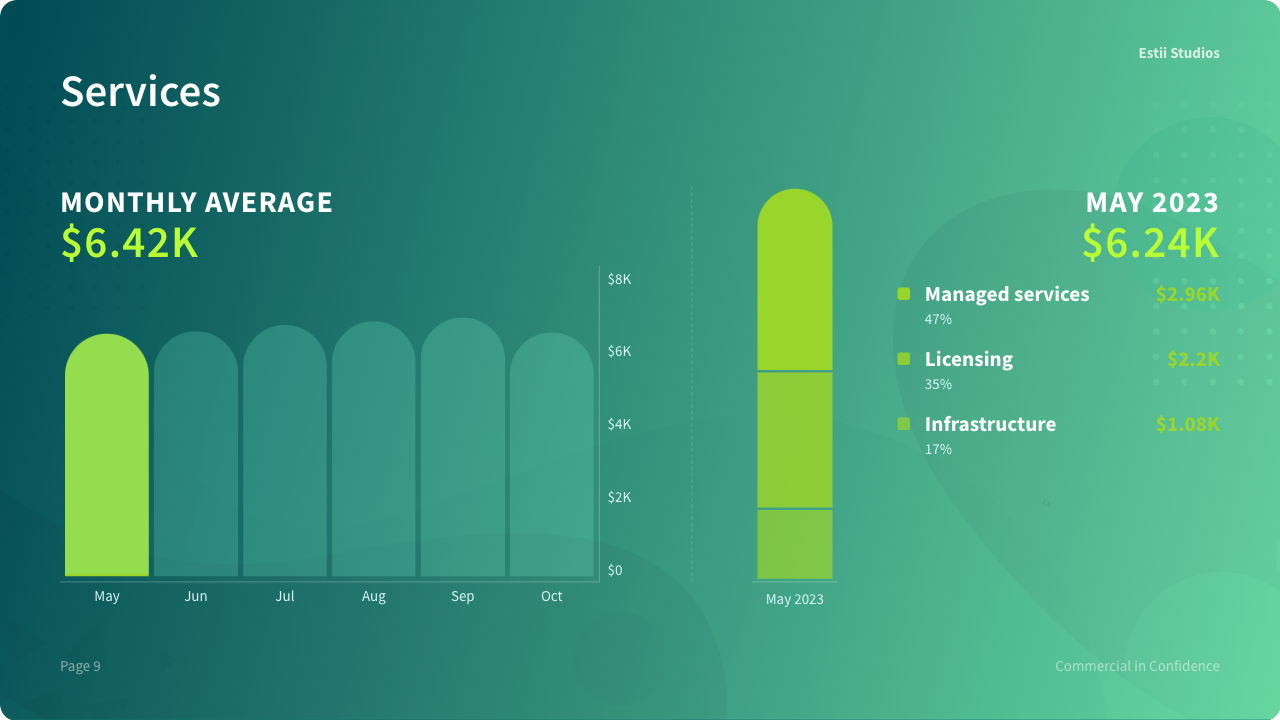 Estii Studios
Services
MONTHLY AVERAGE
$6.42K
$8K
$6K
$4K
$2K
$0
May Jun Jul Aug Sep Oct
May 2023
MAY 2023
$6.24K
Managed services $2.96K
47%
Licensing $2.2K
35%
Infrastructure $1.08K
17%
Page 9
Commercial in Confidence